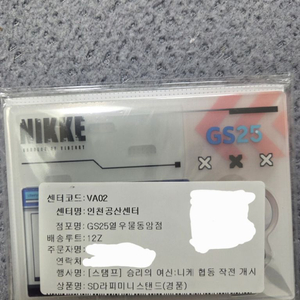 NIKKE
GODDESS OF VICTORY
GS25
센터코드: VA02
센터명: 인천공산센터
점포명: GS25열우물동암점
배송루트: 12Z
주문자명
연락처
행사명: [스탬프] 승리의 여신:니케 협동 작전 개시
상품명: SD라피미니스탠드(경품)